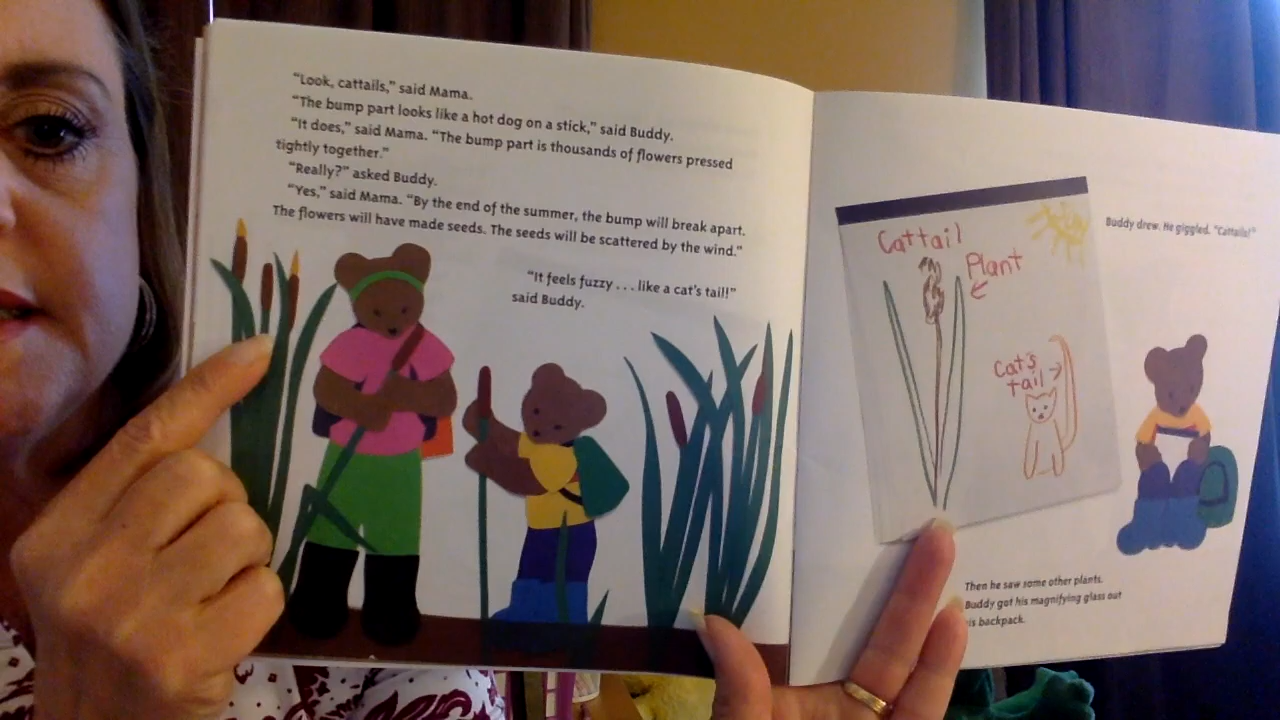 "Look, cattails," said Mama.
"The bump part looks like a hot dog on a stick," said Buddy.
"It does," said Mama. "The bump part is thousands of flowers pressed
tightly together."
"Really?" asked Buddy.
"Yes," said Mama. "By the end of the summer, the bump will break apart.
The flowers will have made seeds. The seeds will be scattered by the wind."
"It feels fuzzy . . . like a cat's tail!"
said Buddy.
Buddy drew. He giggled. "Cattails!"
Cattail
Plant
Cat's
tail
Then he saw some other plants.
Buddy got his magnifying glass out
is backpack.